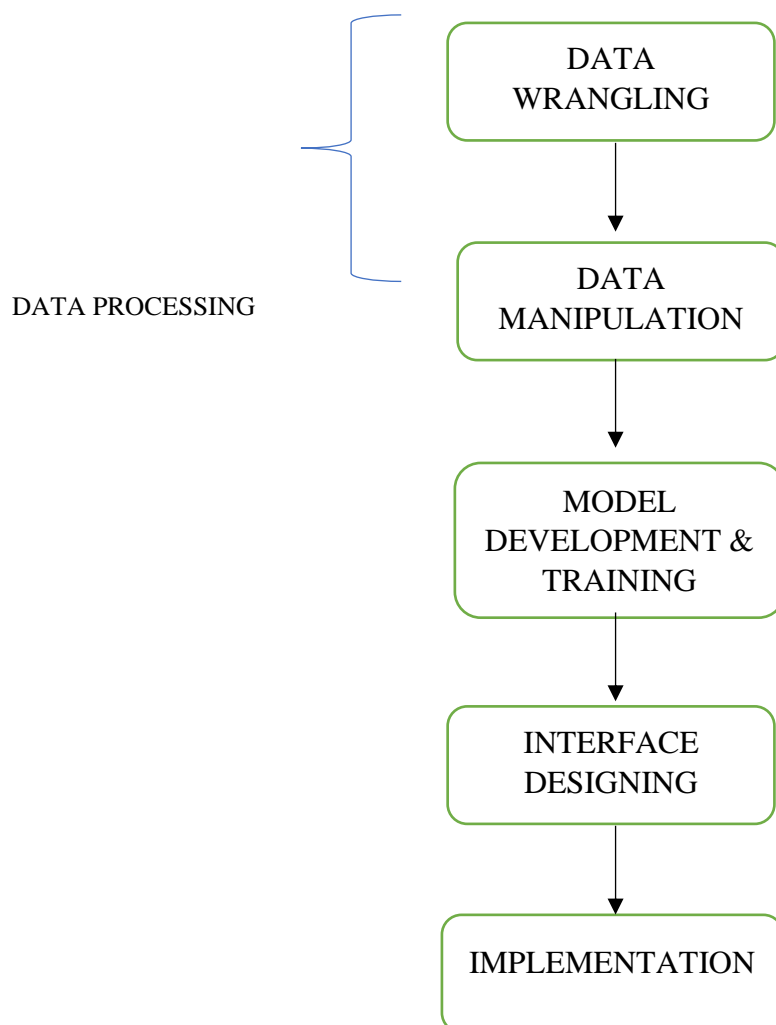 DATA
WRANGLING
DATA
MANIPULATION
DATA PROCESSING
MODEL
DEVELOPMENT &
TRAINING
INTERFACE
DESIGNING
IMPLEMENTATION